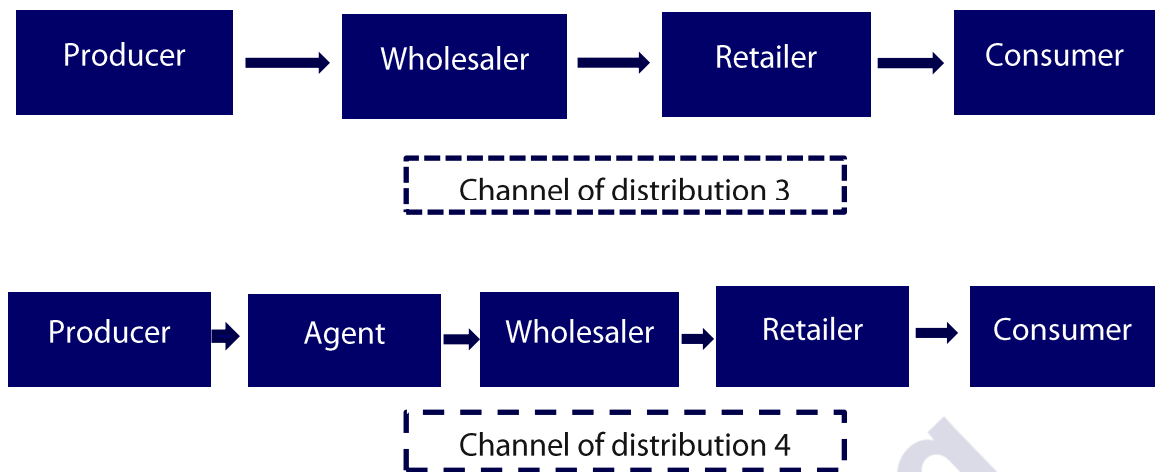 Producer Wholesaler Retailer Consumer
Channel of distribution 3
Producer Agent Wholesaler Retailer Consumer
Channel of distribution 4